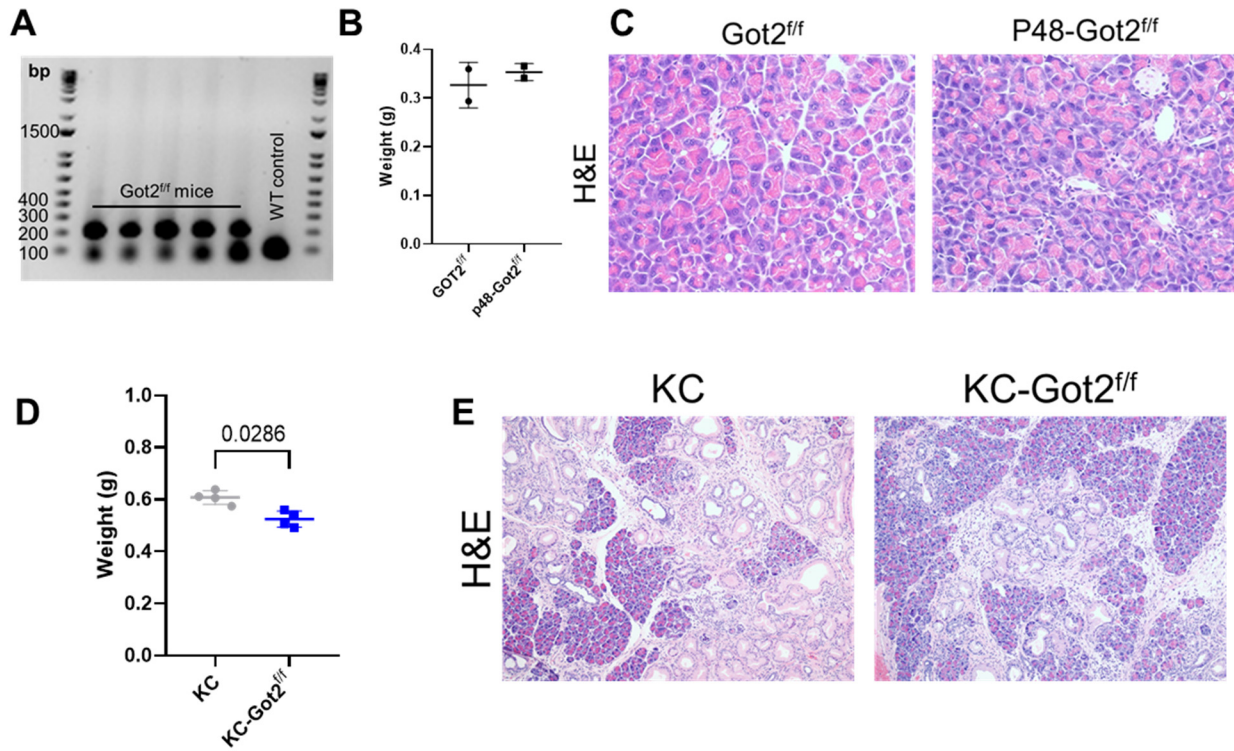 A
bp
1500
400
300
200
100
Got2f/f mice
WT control
B
Weight (g)
0.4
0.3
0.2
0.1
0.0
GOT2f/f
p48-Got2f/f
C
Got2f/f
P48-Got2f/f
H&E
D
Weight (g)
1.0
0.8
0.6
0.4
0.2
0.0
0.0286
KC
KC-Got2f/f
E
KC
KC-Got2f/f
H&E